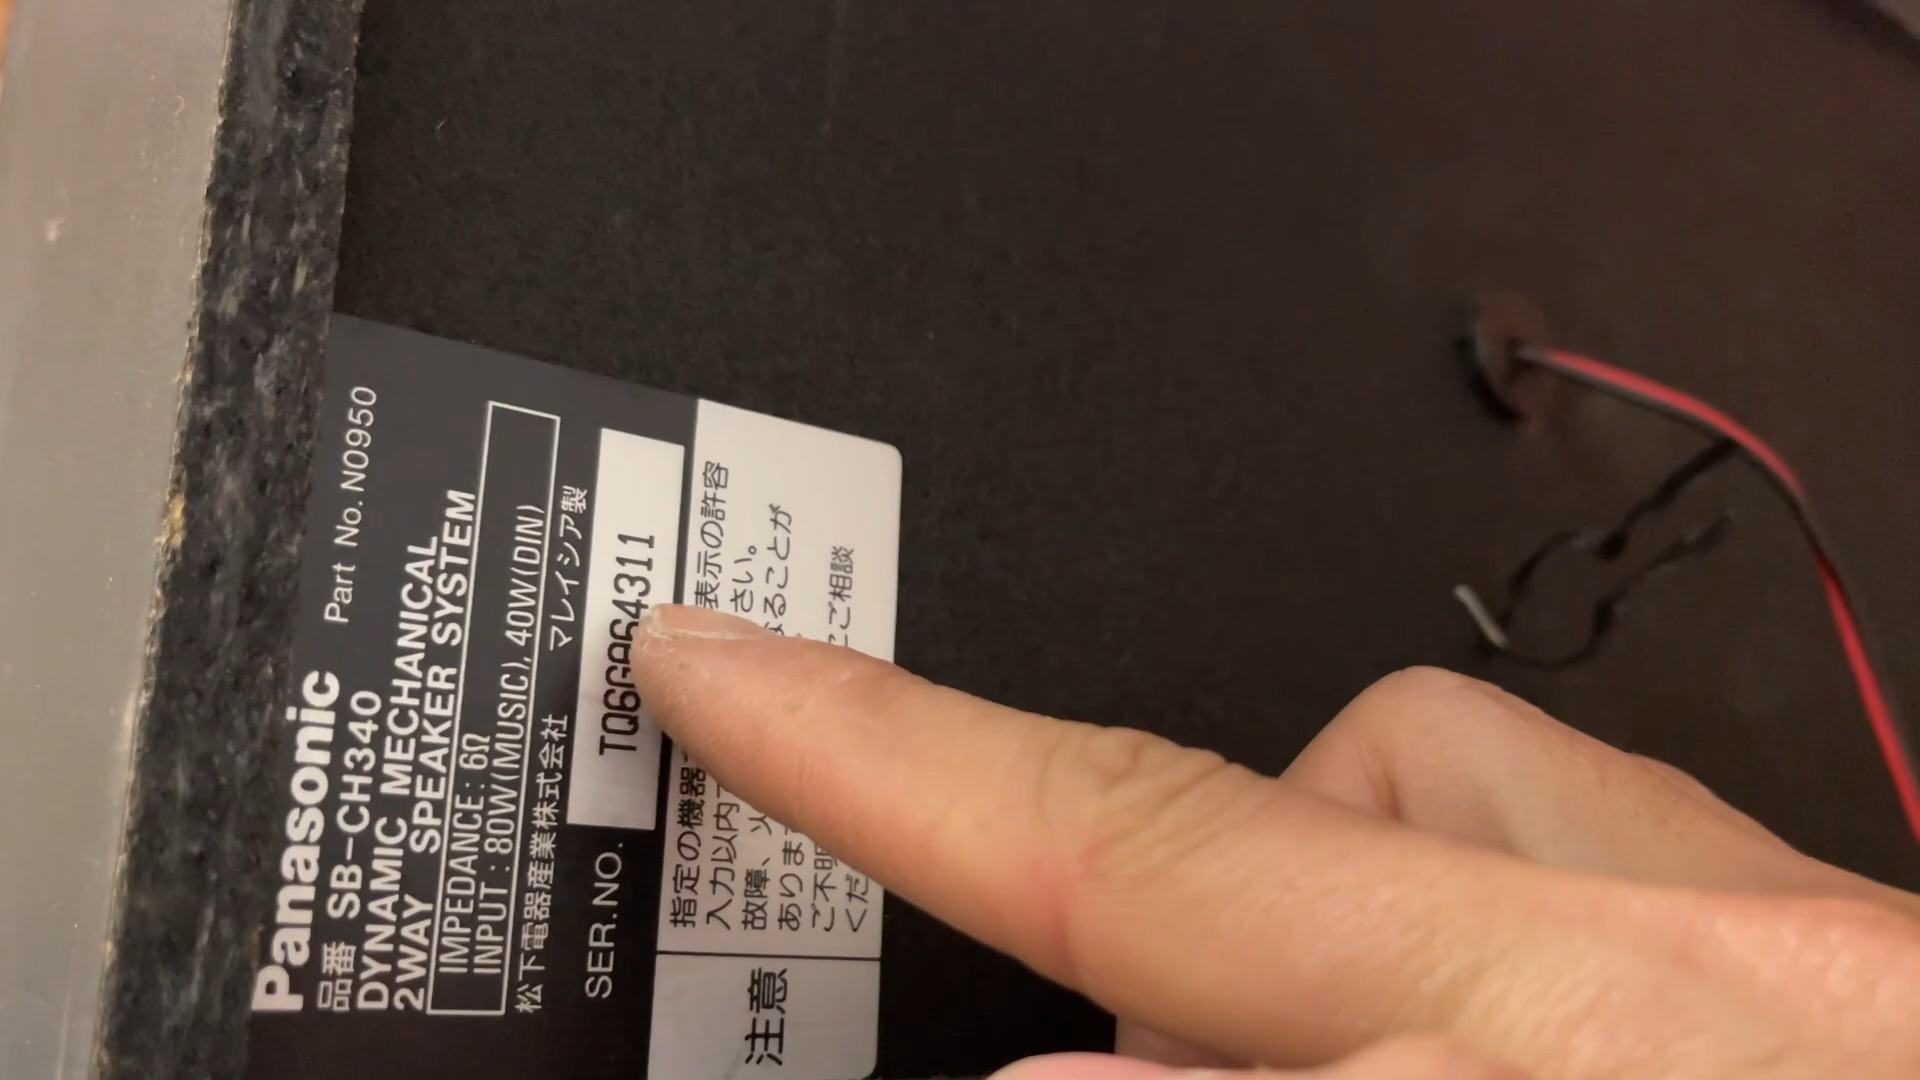 Panasonic
品番 SB-CH340 Part No. N0950
DYNAMIC MECHANICAL
2WAY SPEAKER SYSTEM
IMPEDANCE: 6Ω
INPUT: 80W(MUSIC), 40W(DIN)
松下電器産業株式会社 マレイシア製
SER.NO. TQ6GA64311
注意
指定の機器 表示の許容
入力以内 さい。
故障、火 なることが
ありま
ご不明 ご相談
くだ